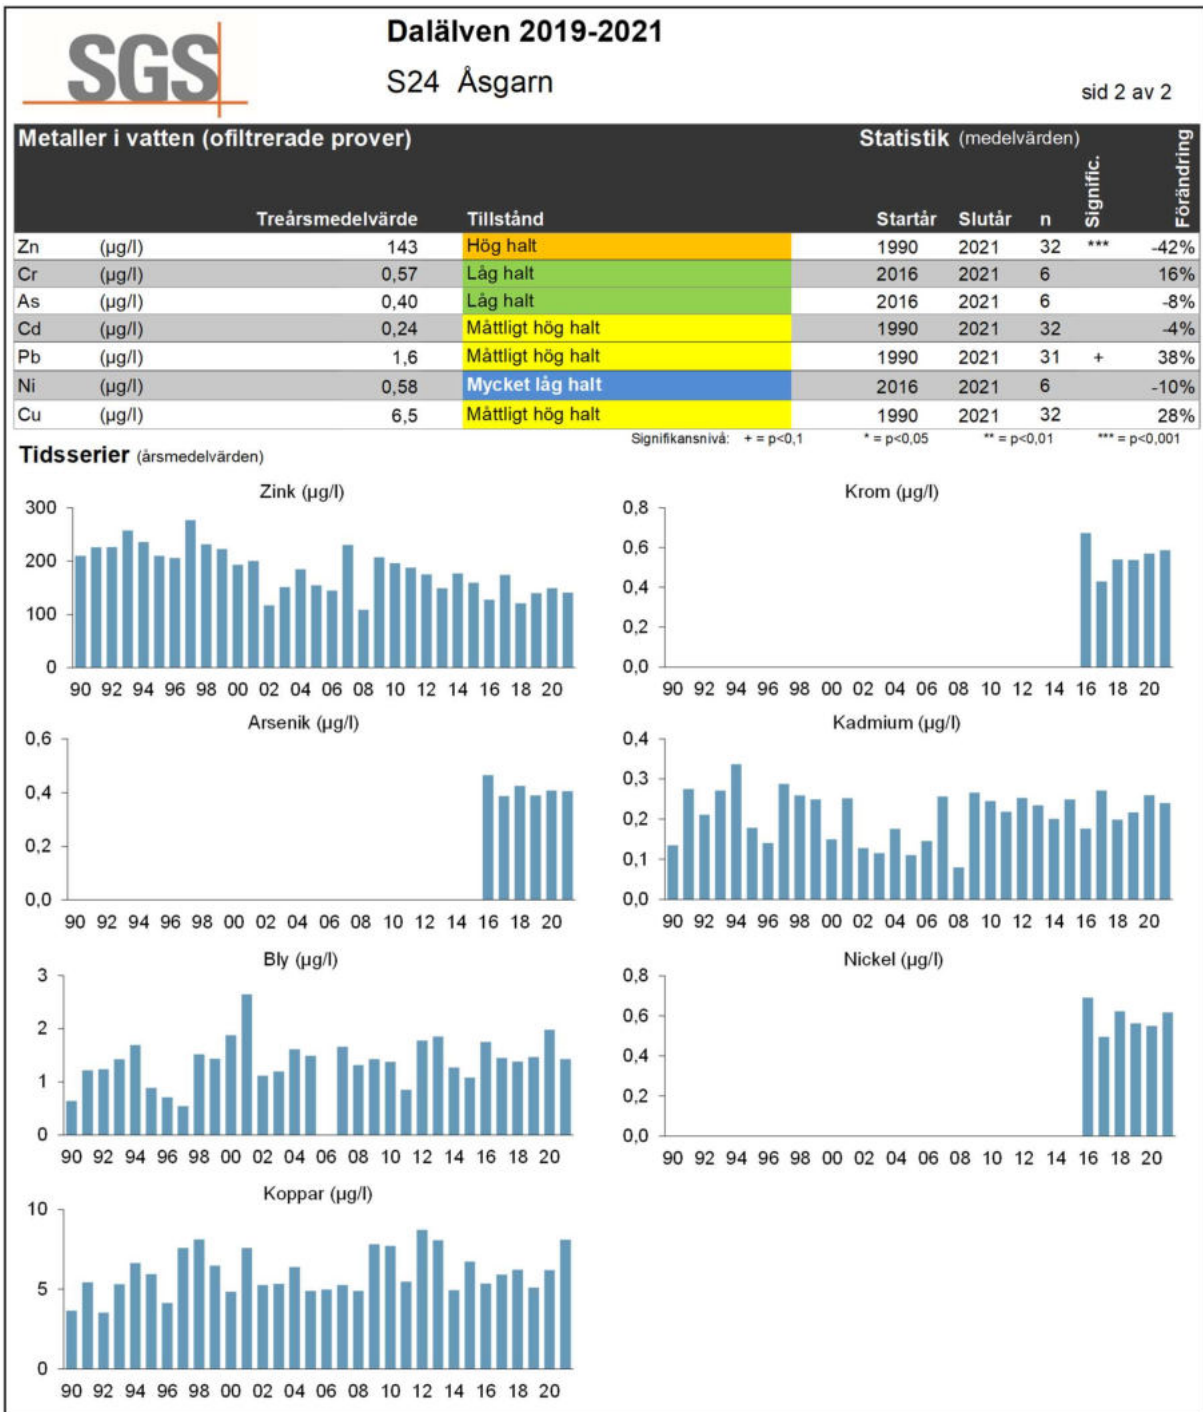 SGS
Dalälven 2019-2021
S24 Åsgarn
sid 2 av 2
Metaller i vatten (ofiltrerade prover) Statistik (medelvärden)
Treårsmedelvärde Tillstånd Startår Slutår n Signific. Förändring
Zn (µg/l) 143 Hög halt 1990 2021 32 *** -42%
Cr (µg/l) 0,57 Låg halt 2016 2021 6 16%
As (µg/l) 0,40 Låg halt 2016 2021 6 -8%
Cd (µg/l) 0,24 Måttligt hög halt 1990 2021 32 -4%
Pb (µg/l) 1,6 Måttligt hög halt 1990 2021 31 + 38%
Ni (µg/l) 0,58 Mycket låg halt 2016 2021 6 -10%
Cu (µg/l) 6,5 Måttligt hög halt 1990 2021 32 28%
Signifikansnivå: + = p<0,1 * = p<0,05 ** = p<0,01 *** = p<0,001
Tidsserier (årsmedelvärden)
Zink (µg/l)
300
200
100
0
90 92 94 96 98 00 02 04 06 08 10 12 14 16 18 20
Krom (µg/l)
0,8
0,6
0,4
0,2
0,0
90 92 94 96 98 00 02 04 06 08 10 12 14 16 18 20
Arsenik (µg/l)
0,6
0,4
0,2
0,0
90 92 94 96 98 00 02 04 06 08 10 12 14 16 18 20
Kadmium (µg/l)
0,4
0,3
0,2
0,1
0,0
90 92 94 96 98 00 02 04 06 08 10 12 14 16 18 20
Bly (µg/l)
3
2
1
0
90 92 94 96 98 00 02 04 06 08 10 12 14 16 18 20
Nickel (µg/l)
0,8
0,6
0,4
0,2
0,0
90 92 94 96 98 00 02 04 06 08 10 12 14 16 18 20
Koppar (µg/l)
10
5
0
90 92 94 96 98 00 02 04 06 08 10 12 14 16 18 20